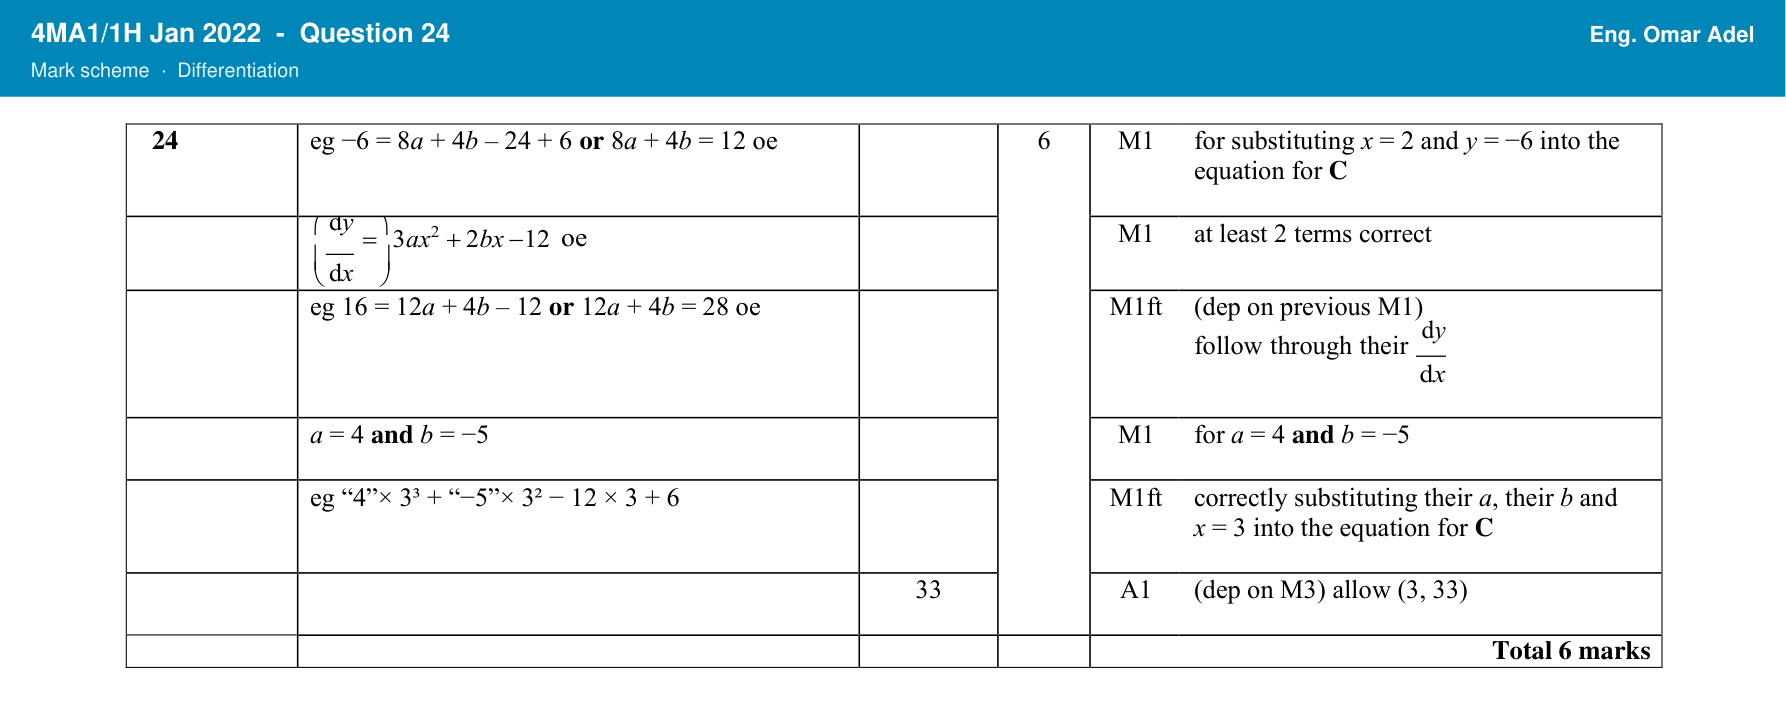 4MA1/1H Jan 2022 - Question 24
Eng. Omar Adel
Mark scheme · Differentiation
24 eg −6 = 8a + 4b – 24 + 6 or 8a + 4b = 12 oe 6 M1 for substituting x = 2 and y = −6 into the
equation for C
(dy/dx =) 3ax² + 2bx −12 oe M1 at least 2 terms correct
eg 16 = 12a + 4b – 12 or 12a + 4b = 28 oe M1ft (dep on previous M1)
follow through their dy/dx
a = 4 and b = −5 M1 for a = 4 and b = −5
eg “4”× 3³ + “−5”× 3² − 12 × 3 + 6 M1ft correctly substituting their a, their b and
x = 3 into the equation for C
33 A1 (dep on M3) allow (3, 33)
Total 6 marks